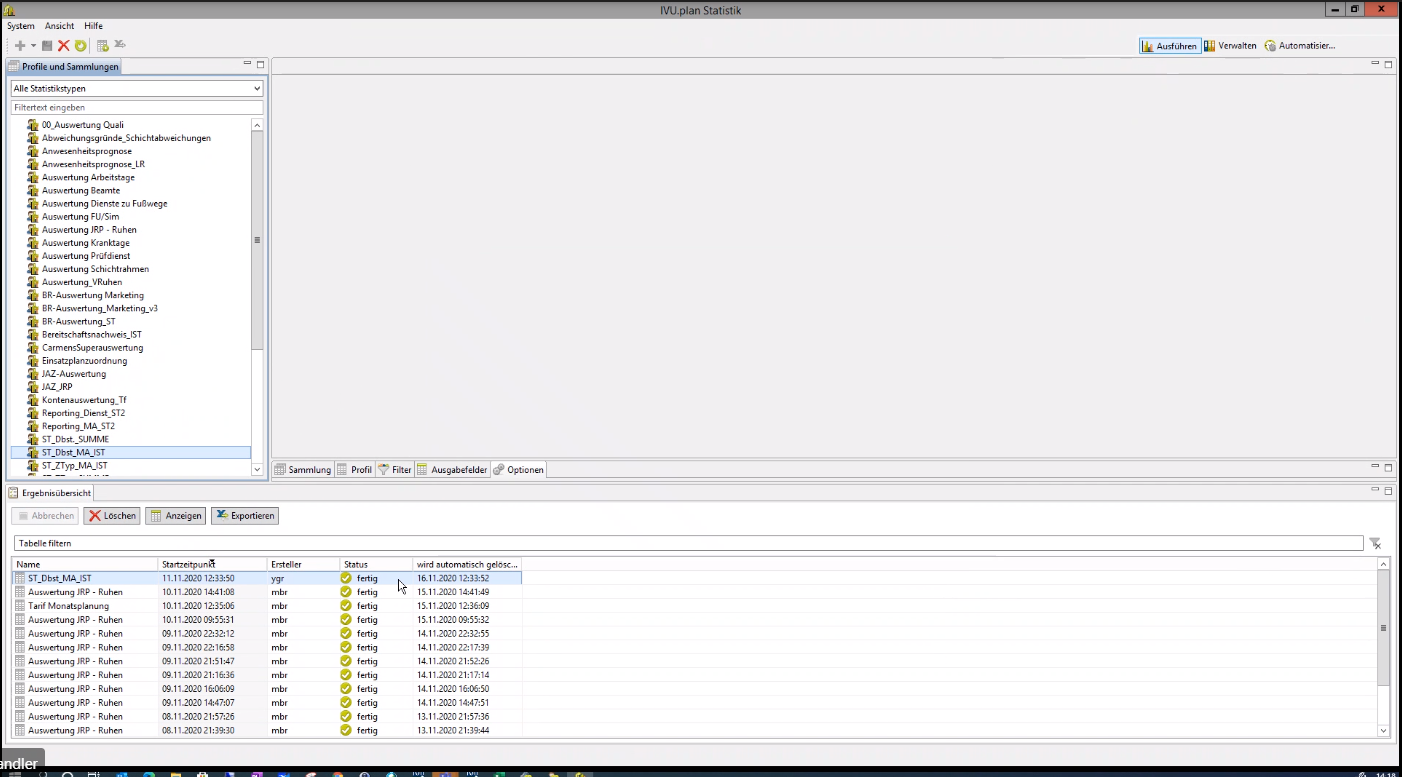 IVU.plan Statistik
System Ansicht Hilfe
Ausführen Verwalten Automatisier...
Profile und Sammlungen
Alle Statistiktypen
Filtertext eingeben
00_Auswertung Quali
Abweichungsgründe_Schichtabweichungen
Anwesenheitsprognose
Anwesenheitsprognose_LR
Auswertung Arbeitstage
Auswertung Beamte
Auswertung Dienste zu Fußwege
Auswertung FU/Sim
Auswertung JRP - Ruhen
Auswertung Kranktage
Auswertung Prüfdienst
Auswertung Schichtrahmen
Auswertung_VRuhen
BR-Auswertung Marketing
BR-Auswertung_Marketing_v3
BR-Auswertung_ST
Bereitschaftsnachweis_IST
CarmensSuperauswertung
Einsatzplanzuordnung
JAZ-Auswertung
JAZ_JRP
Kontenauswertung_Tf
Reporting_Dienst_ST2
Reporting_MA_ST2
ST_Dbst._SUMME
ST_Dbst_MA_IST
ST_ZTyp_MA_IST
Sammlung Profil Filter Ausgabefelder Optionen
Ergebnisübersicht
Abbrechen Löschen Anzeigen Exportieren
Tabelle filtern
Name Startzeitpunkt Ersteller Status wird automatisch gelösc...
ST_Dbst_MA_IST 11.11.2020 12:33:50 ygr fertig 16.11.2020 12:33:52
Auswertung JRP - Ruhen 10.11.2020 14:41:08 mbr fertig 15.11.2020 14:41:49
Tarif Monatsplanung 10.11.2020 12:35:06 mbr fertig 15.11.2020 12:36:09
Auswertung JRP - Ruhen 10.11.2020 09:55:31 mbr fertig 15.11.2020 09:55:32
Auswertung JRP - Ruhen 09.11.2020 22:32:12 mbr fertig 14.11.2020 22:32:55
Auswertung JRP - Ruhen 09.11.2020 22:16:58 mbr fertig 14.11.2020 22:17:39
Auswertung JRP - Ruhen 09.11.2020 21:51:47 mbr fertig 14.11.2020 21:52:26
Auswertung JRP - Ruhen 09.11.2020 21:16:36 mbr fertig 14.11.2020 21:17:14
Auswertung JRP - Ruhen 09.11.2020 16:06:09 mbr fertig 14.11.2020 16:06:50
Auswertung JRP - Ruhen 09.11.2020 14:47:07 mbr fertig 14.11.2020 14:47:51
Auswertung JRP - Ruhen 08.11.2020 21:57:26 mbr fertig 13.11.2020 21:57:36
Auswertung JRP - Ruhen 08.11.2020 21:39:30 mbr fertig 13.11.2020 21:39:44
andler